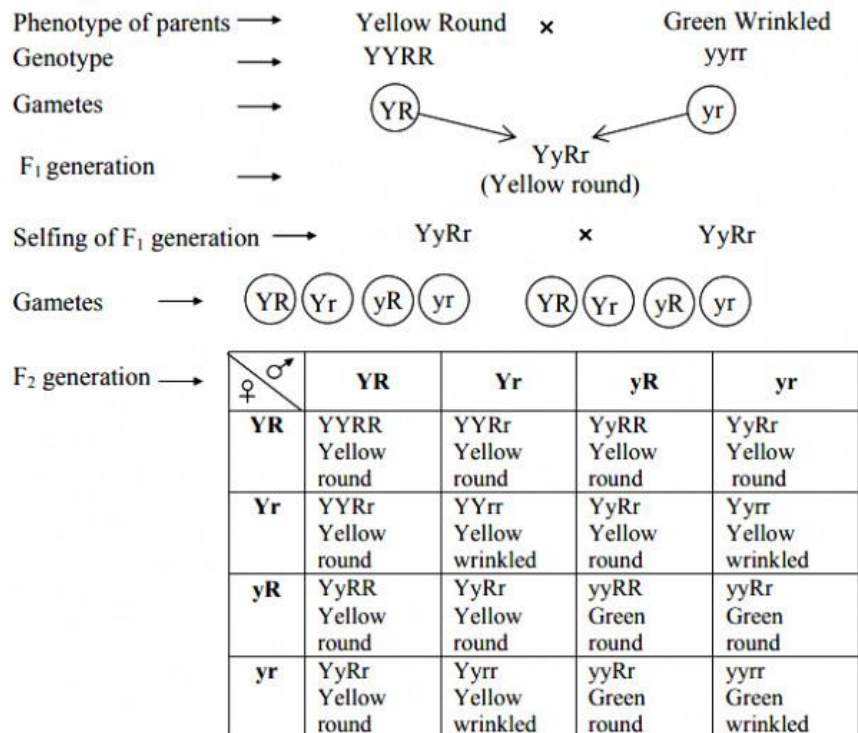 Phenotype of parents → Yellow Round × Green Wrinkled
Genotype → YYRR yyrr
Gametes → YR yr
F₁ generation → YyRr
(Yellow round)
Selfing of F₁ generation → YyRr × YyRr
Gametes → YR Yr yR yr YR Yr yR yr
F₂ generation → ♀ ♂ YR Yr yR yr
YR YYRR YYRr YyRR YyRr
Yellow Yellow Yellow Yellow
round round round round
Yr YYRr YYrr YyRr Yyrr
Yellow Yellow Yellow Yellow
round wrinkled round wrinkled
yR YyRR YyRr yyRR yyRr
Yellow Yellow Green Green
round round round round
yr YyRr Yyrr yyRr yyrr
Yellow Yellow Green Green
round wrinkled round wrinkled